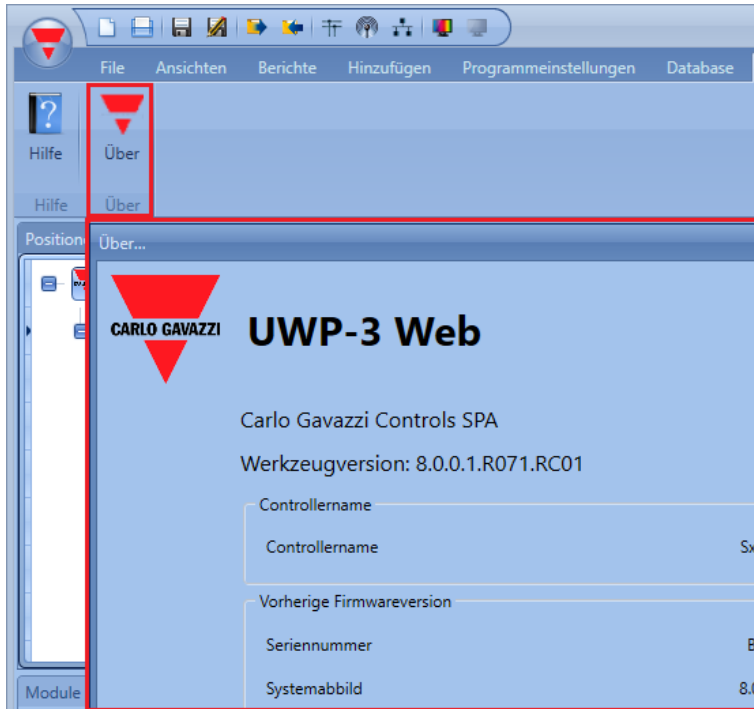 File Ansichten Berichte Hinzufügen Programmeinstellungen Database
Hilfe Über
Hilfe Über
Über...
CARLO GAVAZZI
UWP-3 Web
Carlo Gavazzi Controls SPA
Werkzeugversion: 8.0.0.1.R071.RC01
Controllername
Controllername
Vorherige Firmwareversion
Seriennummer
Systemabbild
Module